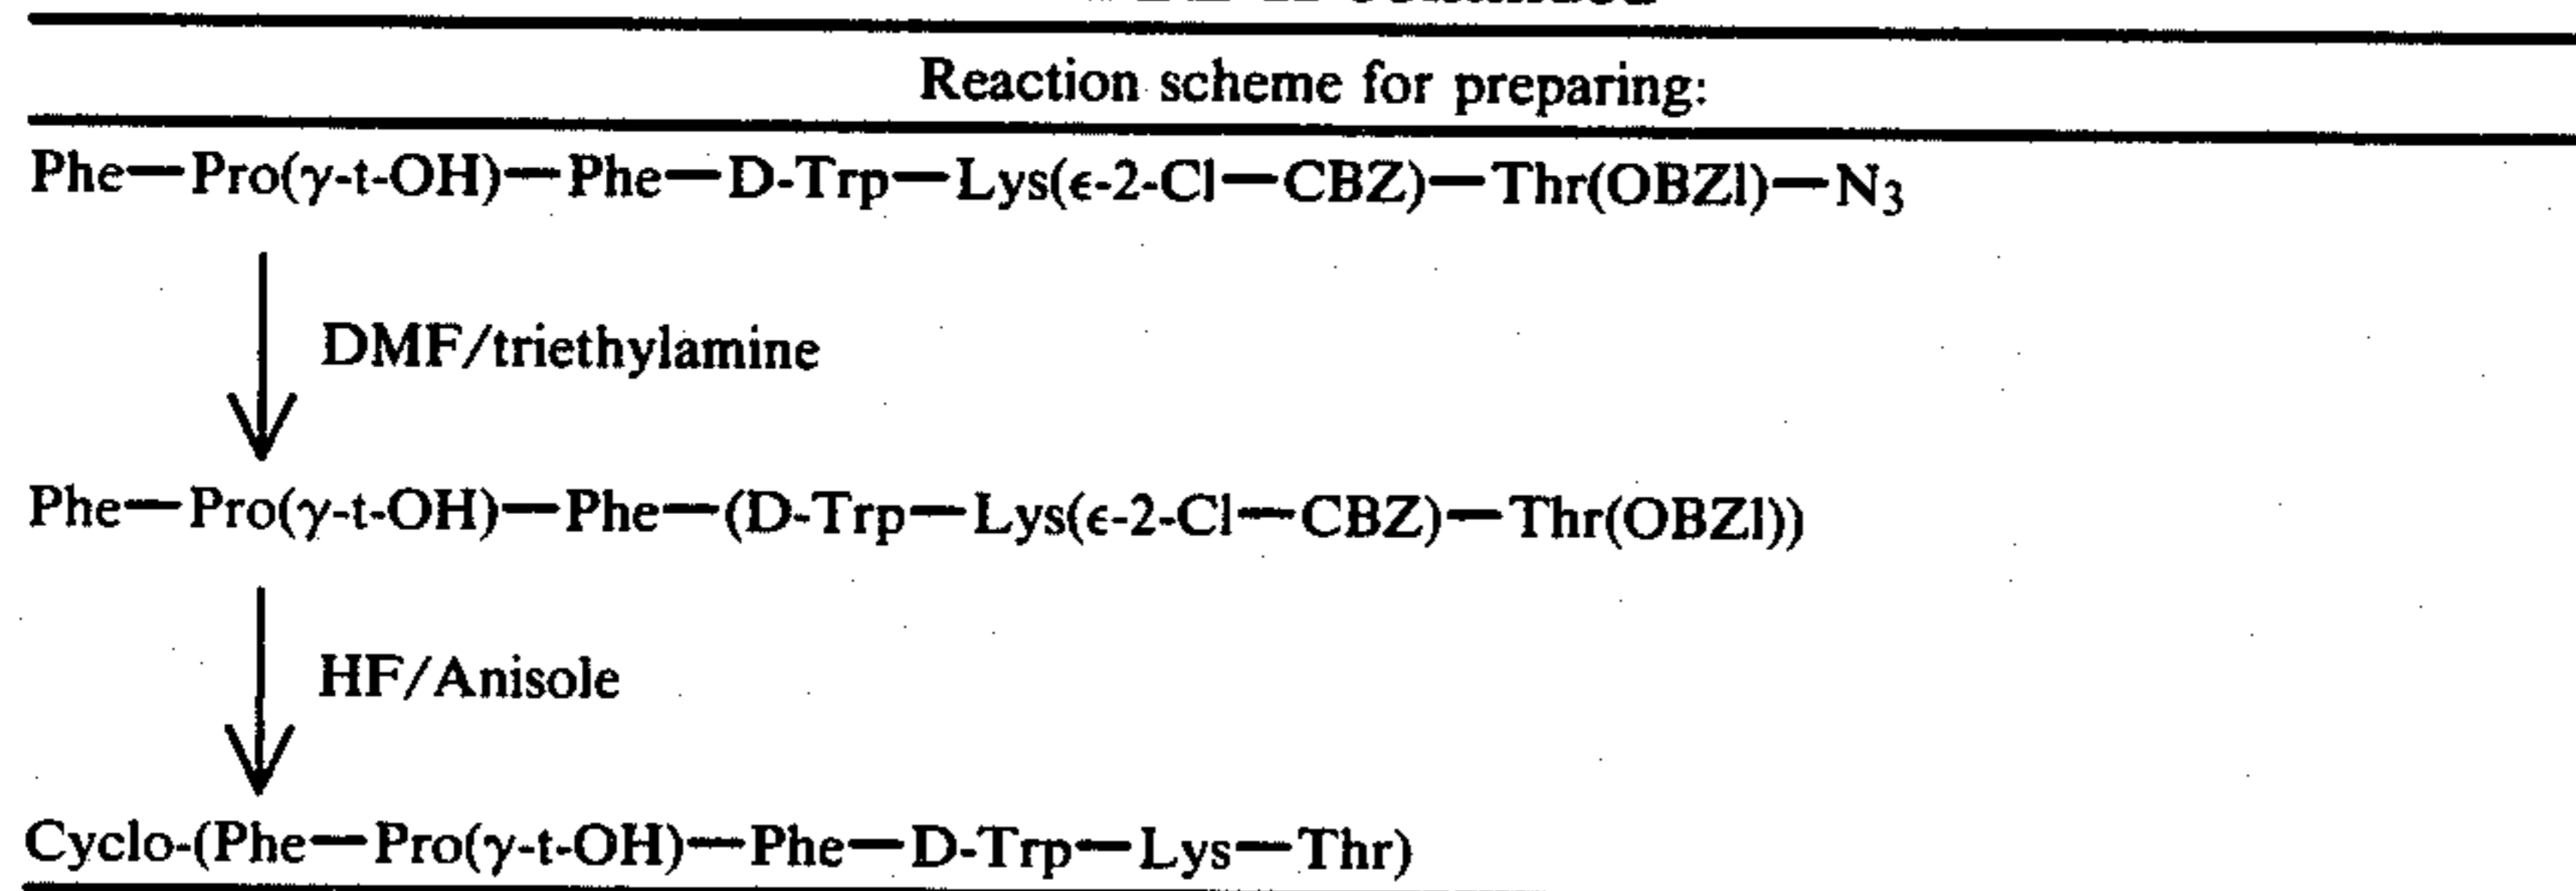 Reaction scheme for preparing:
Phe—Pro(γ-t-OH)—Phe—D-Trp—Lys(ϵ-2-Cl—CBZ)—Thr(OBZl)—N₃
DMF/triethylamine
Phe—Pro(γ-t-OH)—Phe—(D-Trp—Lys(ϵ-2-Cl—CBZ)—Thr(OBZl))
HF/Anisole
Cyclo-(Phe—Pro(γ-t-OH)—Phe—D-Trp—Lys—Thr)